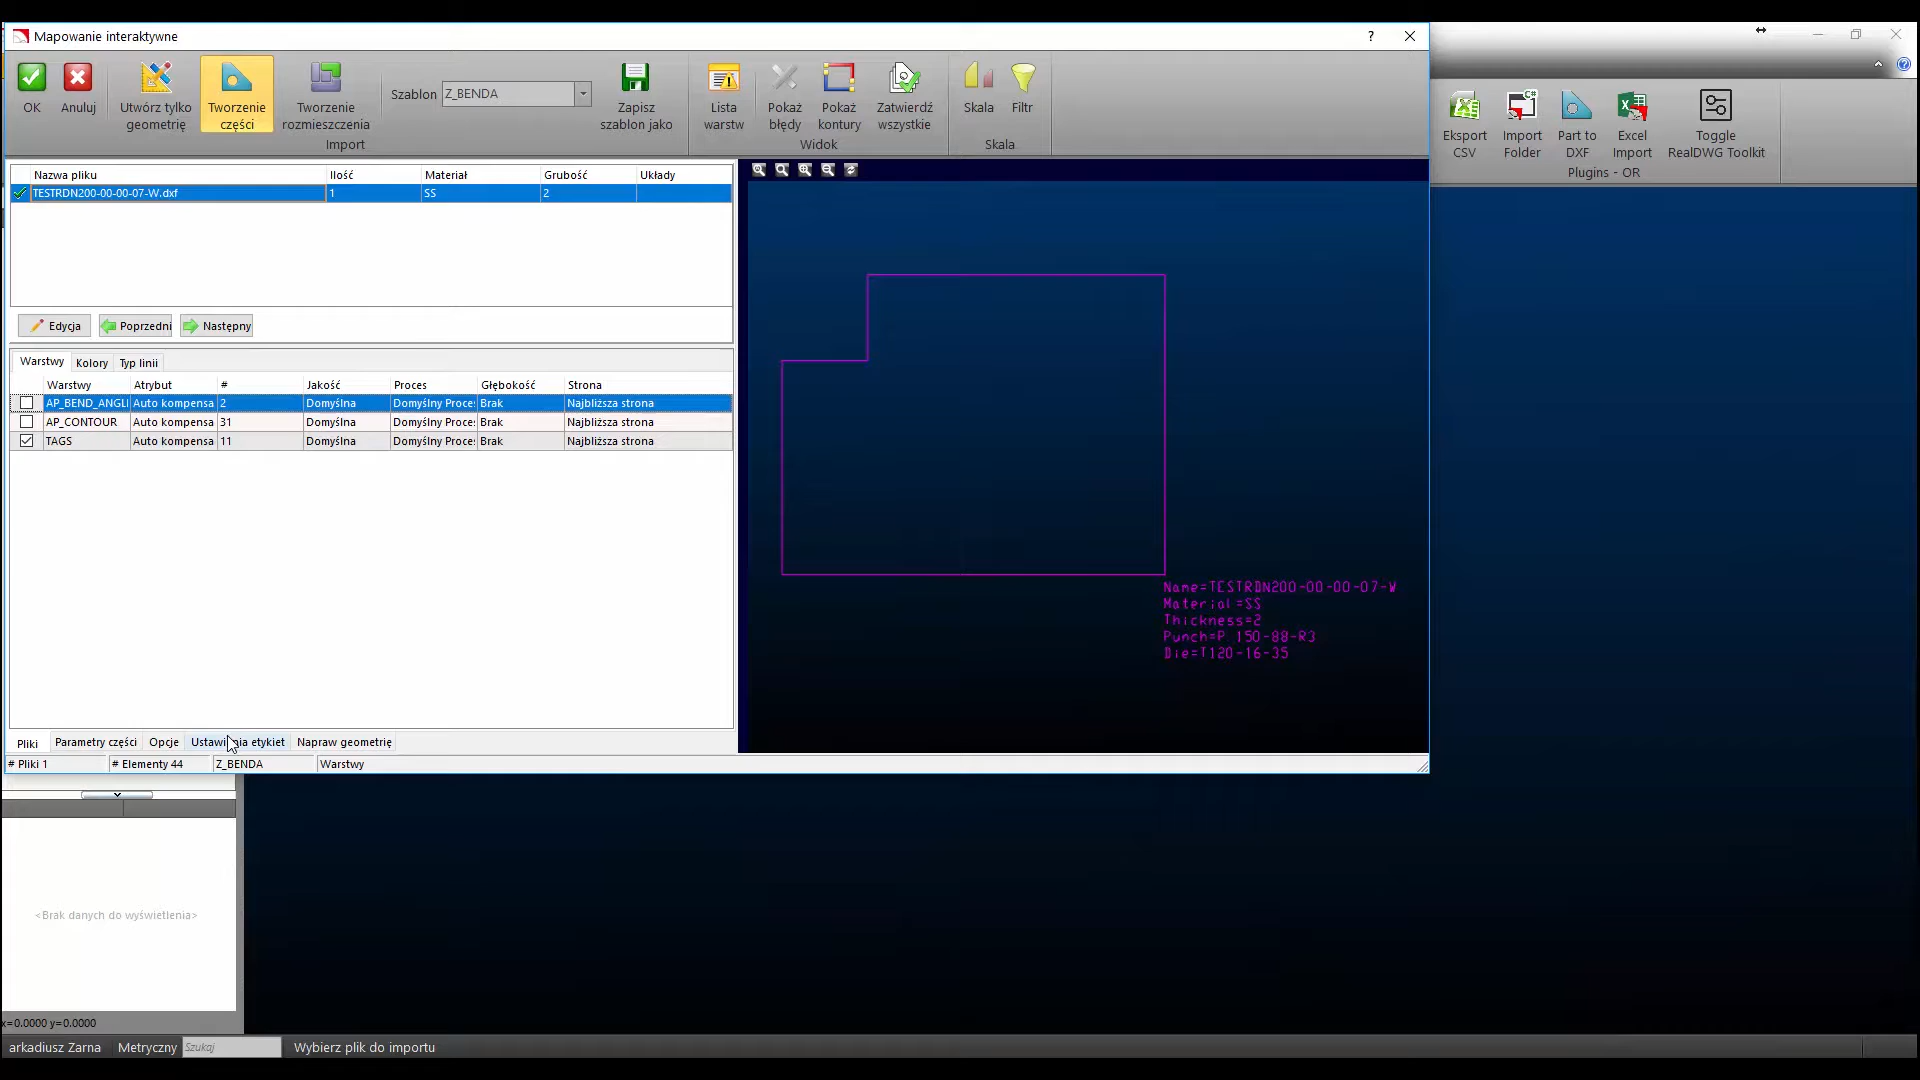 Mapowanie interaktywne
?
OK
Anuluj
Utwórz tylko geometrię
Tworzenie części
Tworzenie rozmieszczenia
Import
Szablon
Z_BENDA
Zapisz szablon jako
Lista warstw
Pokaż błędy
Pokaż kontury
Zatwierdź wszystkie
Widok
Skala
Filtr
Skala
Eksport CSV
Import Folder
Part to DXF
Excel Import
Toggle RealDWG Toolkit
Plugins - OR
Nazwa pliku Ilość Materiał Grubość Układy
TESTRDN200-00-00-07-W.dxf 1 SS 2
Edycja
Poprzedni
Następny
Warstwy Kolory Typ linii
Warstwy Atrybut # Jakość Proces Głębokość Strona
AP_BEND_ANGLI Auto kompensa 2 Domyślna Domyślny Proce: Brak Najbliższa strona
AP_CONTOUR Auto kompensa 31 Domyślna Domyślny Proce: Brak Najbliższa strona
TAGS Auto kompensa 11 Domyślna Domyślny Proce: Brak Najbliższa strona
Name=TESTRDN200-00-00-07-W
Material=SS
Thickness=2
Punch=P 150-88-R3
Die=T120-16-35
Pliki Parametry części Opcje Ustawienia etykiet Napraw geometrię
# Pliki 1 # Elementy 44 Z_BENDA Warstwy
<Brak danych do wyświetlenia>
x=0.0000 y=0.0000
arkadiusz Zarna Metryczny Szukaj Wybierz plik do importu